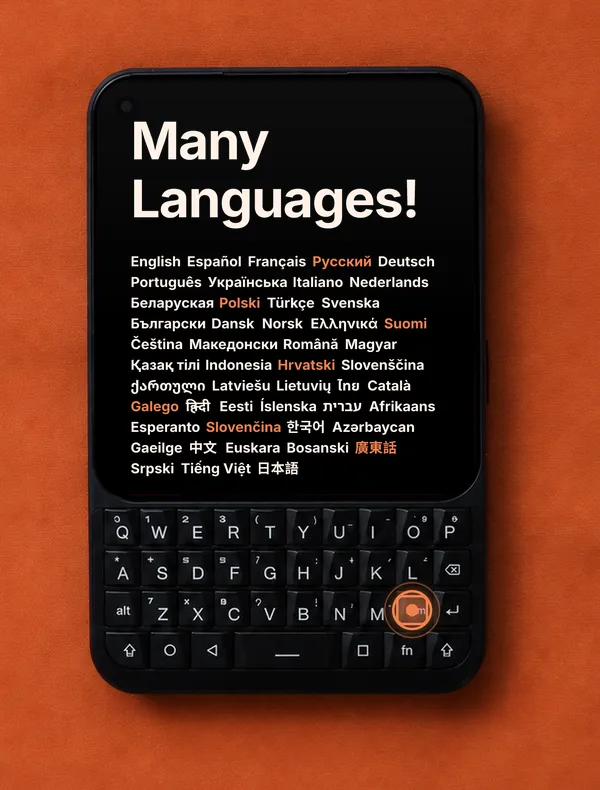 Many
Languages!
English Español Français Русский Deutsch
Português Українська Italiano Nederlands
Беларуская Polski Türkçe Svenska
Български Dansk Norsk Ελληνικά Suomi
Čeština Македонски Română Magyar
Қазақ тілі Indonesia Hrvatski Slovenščina
ქართული Latviešu Lietuvių ไทย Català
Galego हिन्दी Eesti Íslenska עברית Afrikaans
Esperanto Slovenčina 한국어 Azərbaycan
Gaeilge 中文 Euskara Bosanski 廣東話
Srpski Tiếng Việt 日本語
Q W E R T Y U I O P
A S D F G H J K L
alt Z X C V B N M
fn